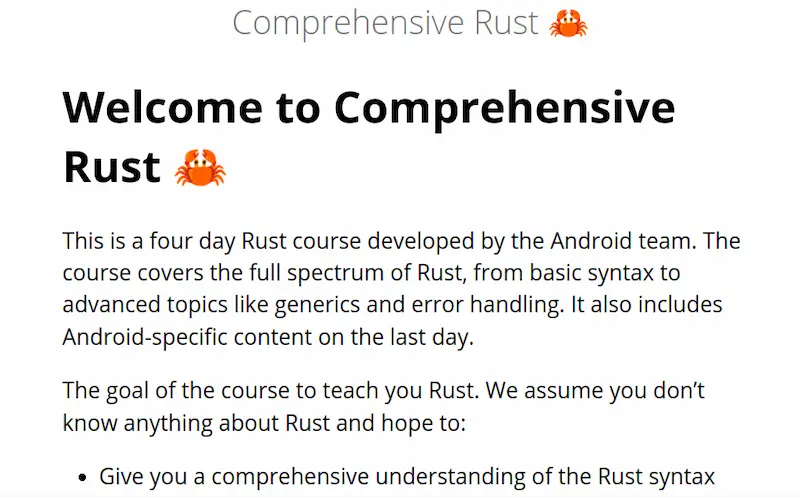 Comprehensive Rust 🦀
Welcome to Comprehensive
Rust 🦀
This is a four day Rust course developed by the Android team. The
course covers the full spectrum of Rust, from basic syntax to
advanced topics like generics and error handling. It also includes
Android-specific content on the last day.
The goal of the course to teach you Rust. We assume you don’t
know anything about Rust and hope to:
• Give you a comprehensive understanding of the Rust syntax